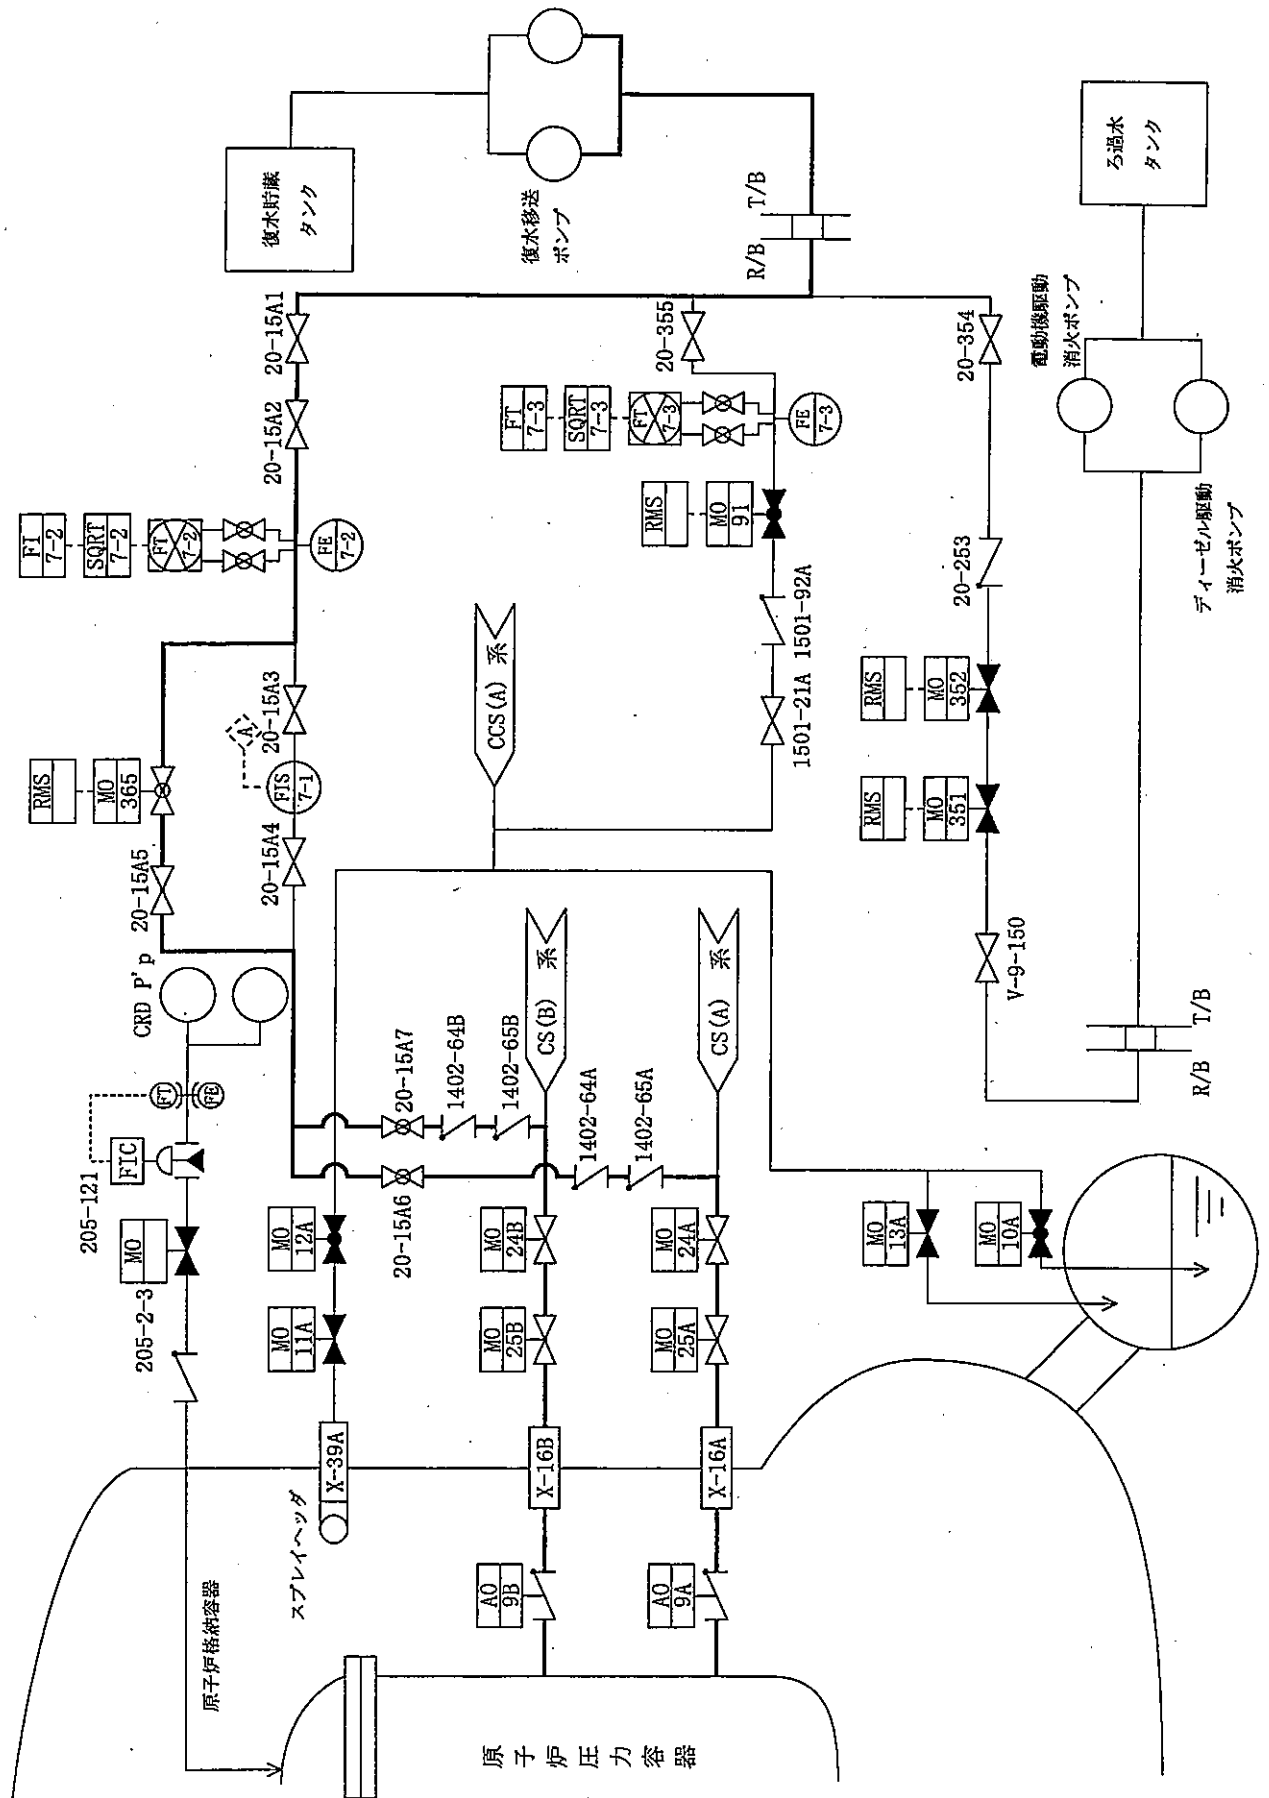 復水貯蔵
タンク
復水移送
ポンプ
T/B
R/B
ろ過水
タンク
電動機駆動
消火ポンプ
ディーゼル駆動
消火ポンプ
T/B
R/B
20-15A1
20-15A2
FI
7-2
SQRT
7-2
FT
7-2
FE
7-2
20-355
FT
7-3
SQRT
7-3
FT
7-3
FE
7-3
20-354
RMS
MO
91
20-253
1501-92A
1501-21A
RMS
MO
352
RMS
MO
351
V-9-150
RMS
MO
365
A
20-15A3
FIS
7-1
20-15A4
20-15A5
CCS(A) 系
CS(B) 系
CS(A) 系
CRD P'p
FT
FE
FIC
205-121
MO
205-2-3
20-15A7
1402-64B
1402-65B
1402-64A
1402-65A
20-15A6
MO
12A
MO
11A
MO
24B
MO
25B
MO
24A
MO
25A
MO
13A
MO
10A
X-39A
X-16B
X-16A
スプレイヘッダ
AO
9B
AO
9A
原子炉格納容器
原子炉圧力容器